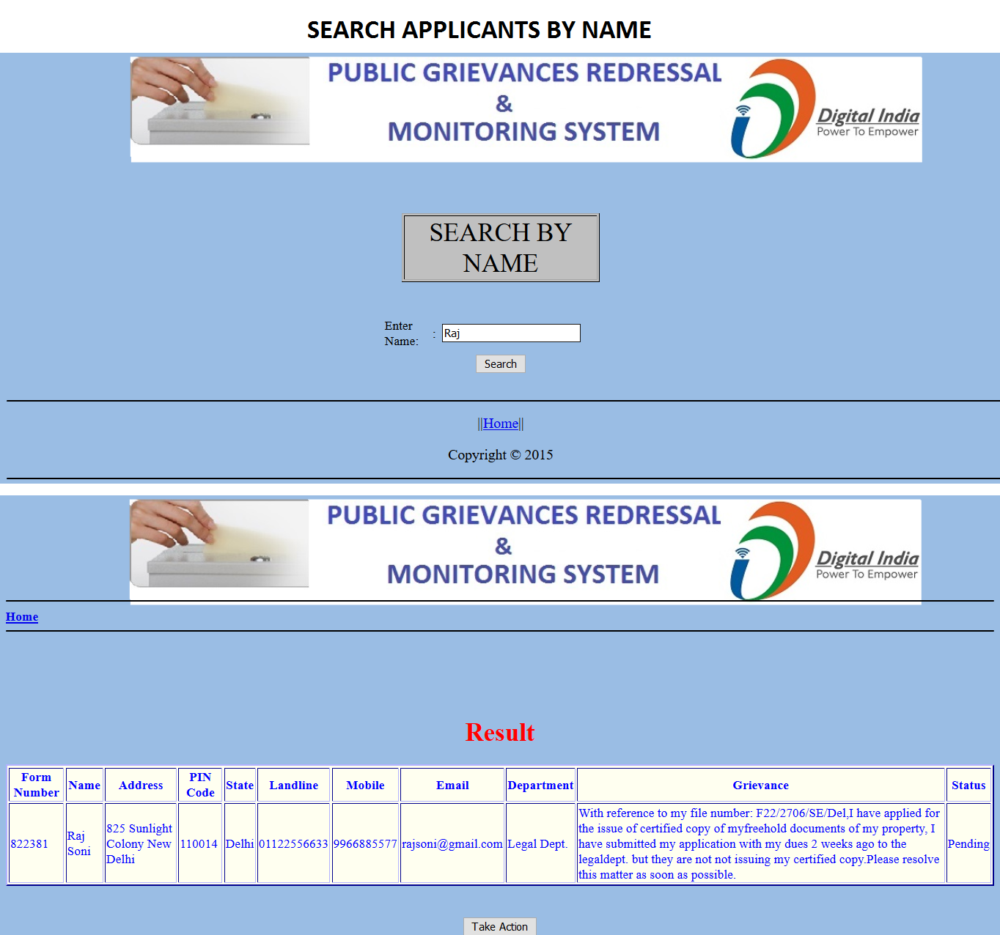 SEARCH APPLICANTS BY NAME
PUBLIC GRIEVANCES REDRESSAL
&
MONITORING SYSTEM
Digital India
Power To Empower
SEARCH BY
NAME
Enter
Name:
: Raj
Search
||Home||
Copyright © 2015
PUBLIC GRIEVANCES REDRESSAL
&
MONITORING SYSTEM
Digital India
Power To Empower
Home
Result
Form
Number
Name
Address
PIN
Code
State
Landline
Mobile
Email
Department
Grievance
Status
822381
Raj
Soni
825 Sunlight
Colony New
Delhi
110014
Delhi
01122556633
9966885577
rajsoni@gmail.com
Legal Dept.
With reference to my file number: F22/2706/SE/Del,I have applied for
the issue of certified copy of myfreehold documents of my property, I
have submitted my application with my dues 2 weeks ago to the
legaldept. but they are not not issuing my certified copy.Please resolve
this matter as soon as possible.
Pending
Take Action